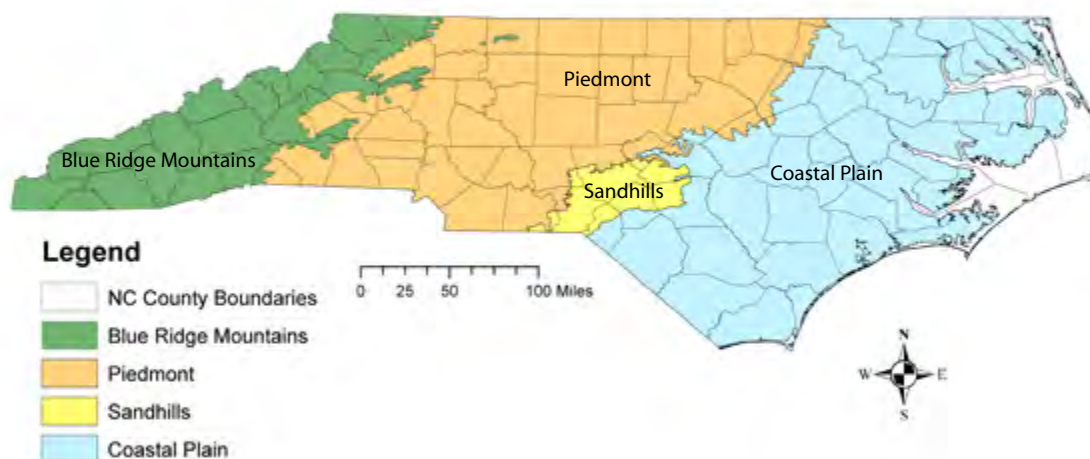 Piedmont
Blue Ridge Mountains
Sandhills
Coastal Plain
Legend
NC County Boundaries
Blue Ridge Mountains
Piedmont
Sandhills
Coastal Plain
0 25 50 100 Miles
N
W E
S